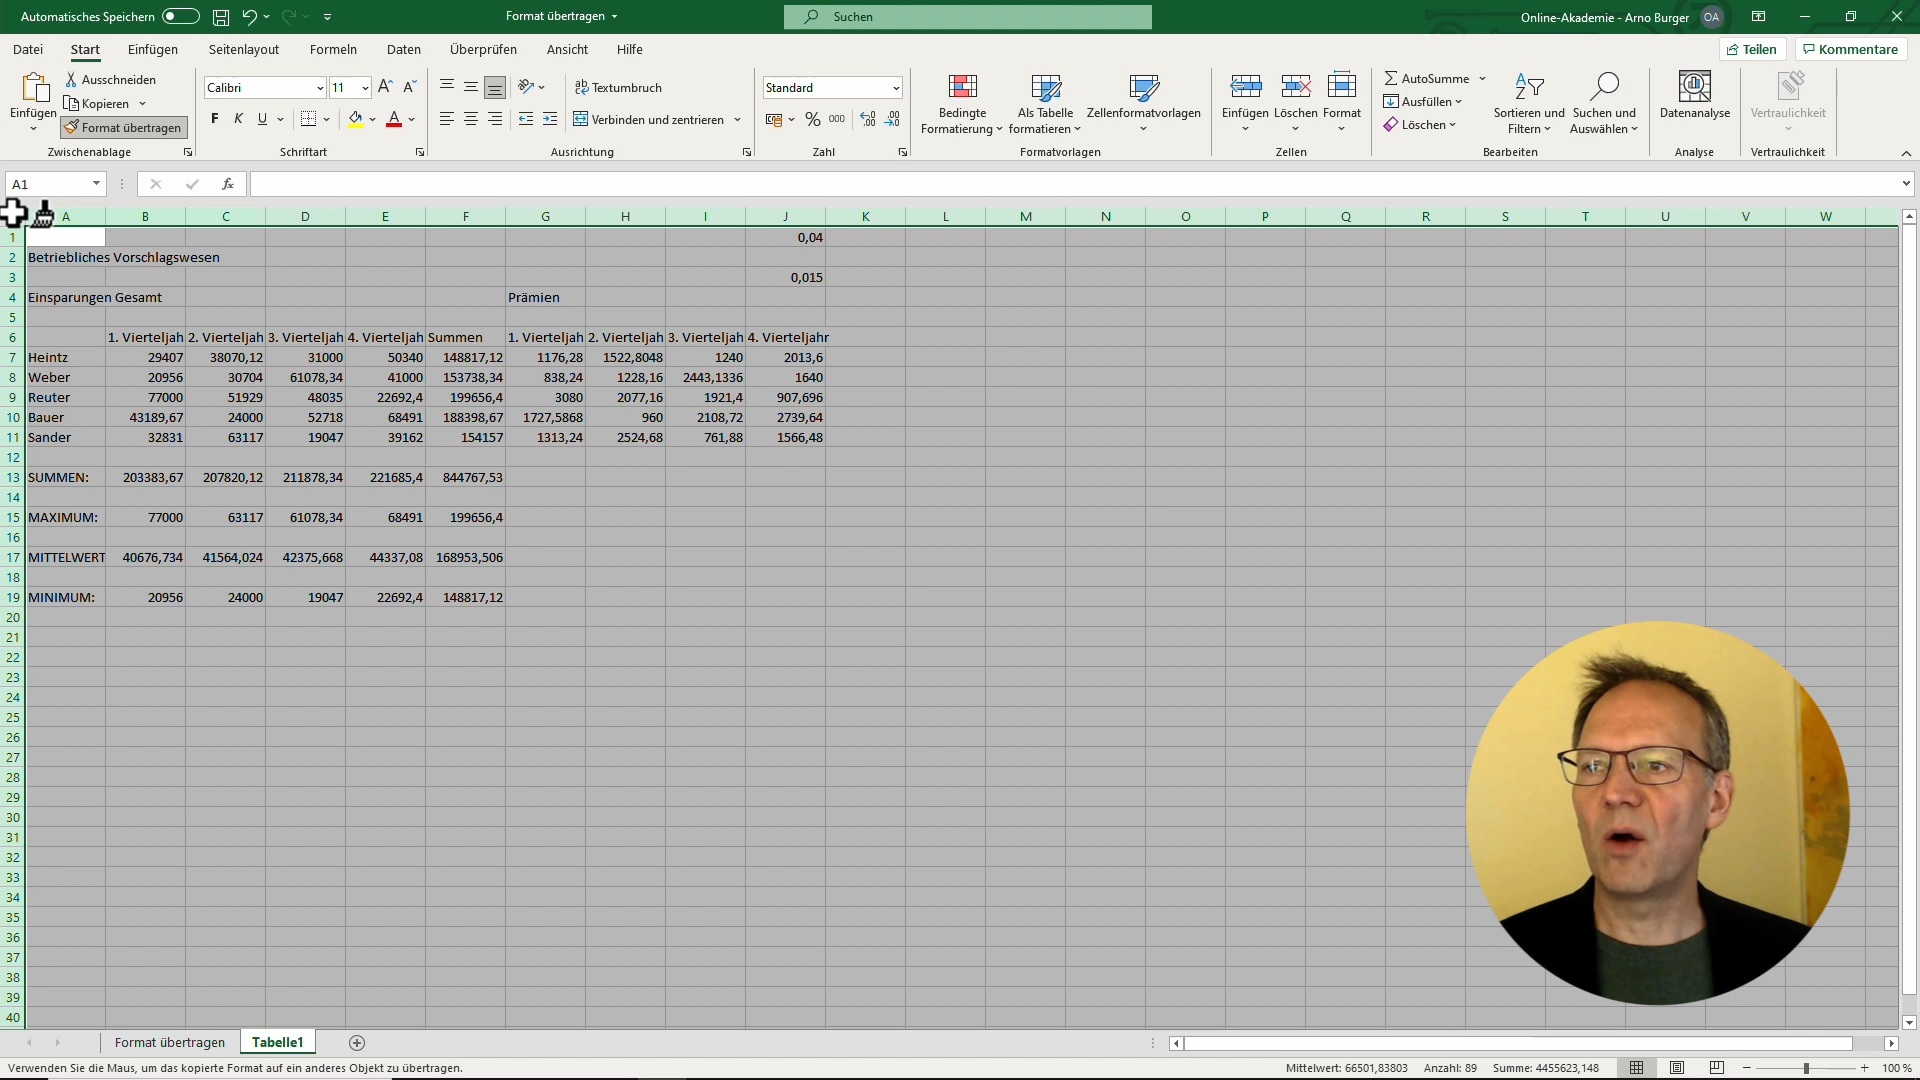 Automatisches Speichern
Format übertragen
Suchen
Online-Akademie - Arno Burger
OA
Datei Start Einfügen Seitenlayout Formeln Daten Überprüfen Ansicht Hilfe
Teilen
Kommentare
Einfügen
Ausschneiden
Kopieren
Format übertragen
Zwischenablage
Calibri
11
F K U
Schriftart
Textumbruch
Verbinden und zentrieren
Ausrichtung
Standard
% 000
Zahl
Bedingte Formatierung
Als Tabelle formatieren
Zellenformatvorlagen
Formatvorlagen
Einfügen Löschen Format
Zellen
AutoSumme
Ausfüllen
Löschen
Sortieren und Filtern
Suchen und Auswählen
Bearbeiten
Datenanalyse
Analyse
Vertraulichkeit
Vertraulichkeit
A1
fx
A B C D E F G H I J K L M N O P Q R S T U V W
1 0,04
2 Betriebliches Vorschlagswesen
3 0,015
4 Einsparungen Gesamt Prämien
5
6 1. Vierteljah 2. Vierteljah 3. Vierteljah 4. Vierteljah Summen 1. Vierteljah 2. Vierteljah 3. Vierteljah 4. Vierteljahr
7 Heintz 29407 38070,12 31000 50340 148817,12 1176,28 1522,8048 1240 2013,6
8 Weber 20956 30704 61078,34 41000 153738,34 838,24 1228,16 2443,1336 1640
9 Reuter 77000 51929 48035 22692,4 199656,4 3080 2077,16 1921,4 907,696
10 Bauer 43189,67 24000 52718 68491 188398,67 1727,5868 960 2108,72 2739,64
11 Sander 32831 63117 19047 39162 154157 1313,24 2524,68 761,88 1566,48
12
13 SUMMEN: 203383,67 207820,12 211878,34 221685,4 844767,53
14
15 MAXIMUM: 77000 63117 61078,34 68491 199656,4
16
17 MITTELWERT 40676,734 41564,024 42375,668 44337,08 168953,506
18
19 MINIMUM: 20956 24000 19047 22692,4 148817,12
20
21
22
23
24
25
26
27
28
29
30
31
32
33
34
35
36
37
38
39
40
Format übertragen Tabelle1
Verwenden Sie die Maus, um das kopierte Format auf ein anderes Objekt zu übertragen.
Mittelwert: 66501,83803 Anzahl: 89 Summe: 4455623,148
100 %